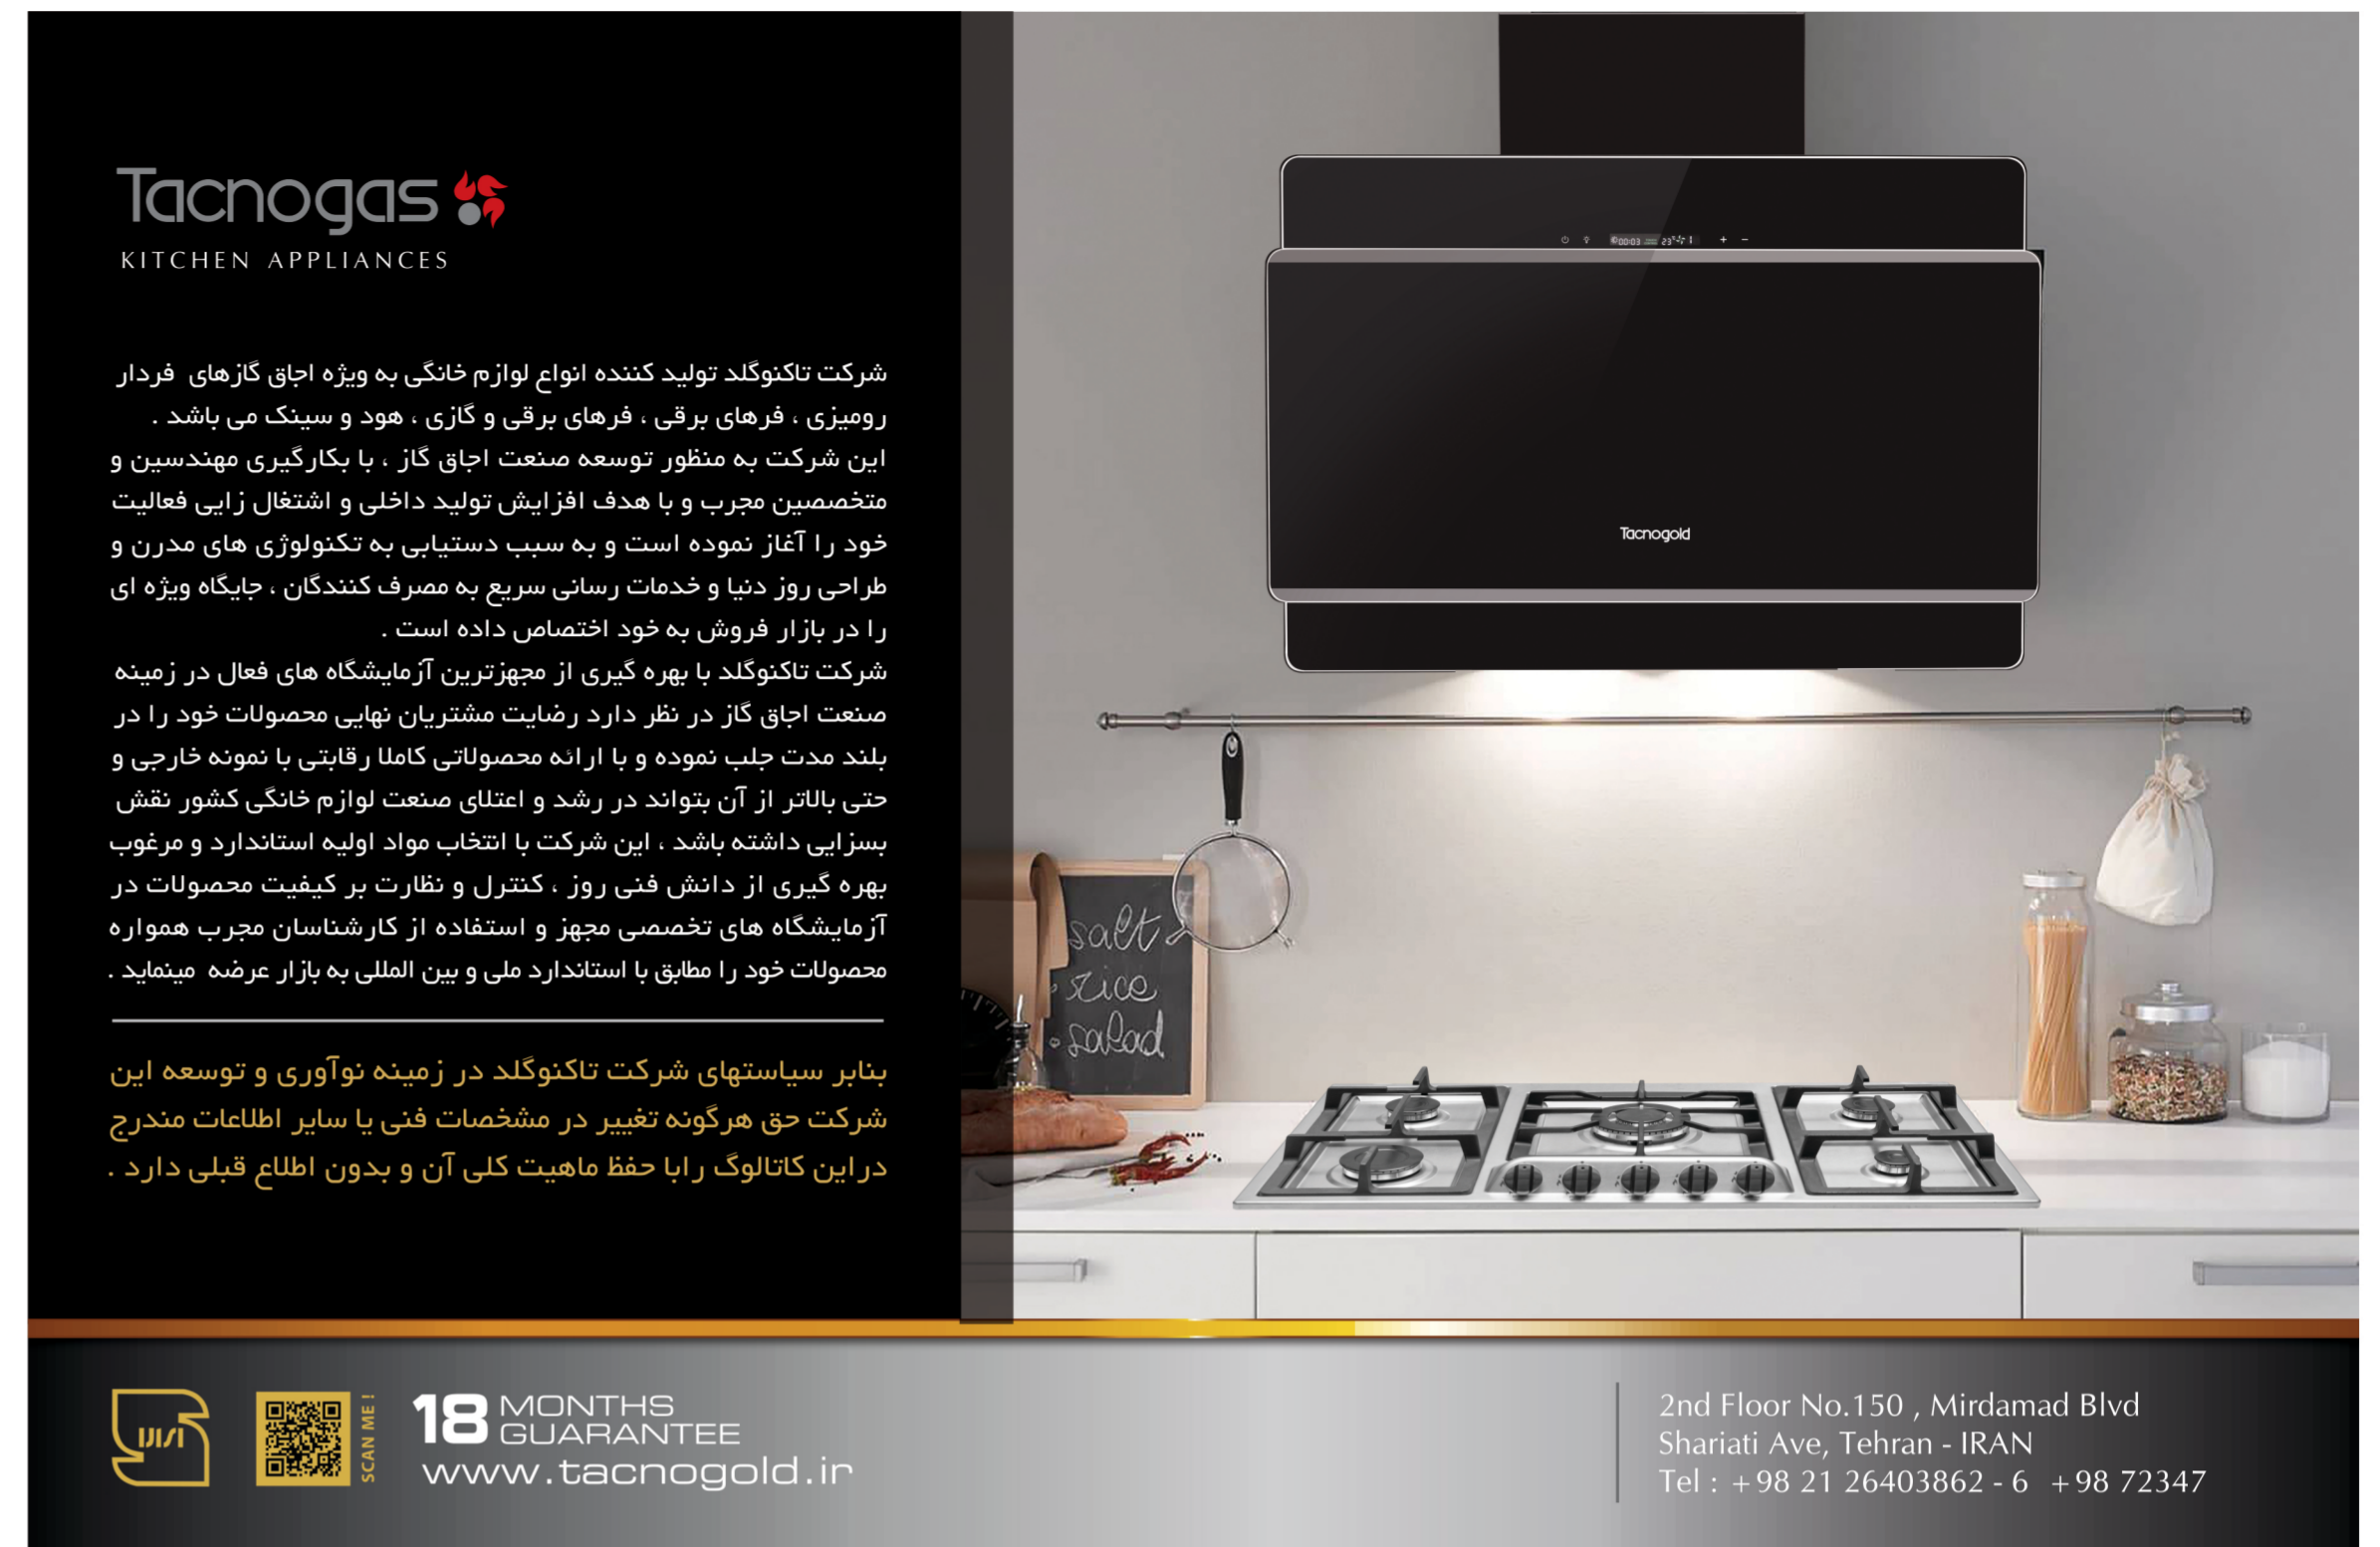 Tacnogas
KITCHEN APPLIANCES
شرکت تاکنوگلد تولید کننده انواع لوازم خانگی به ویژه اجاق گازهای فردار
رومیزی ، فرهای برقی ، فرهای برقی و گازی ، هود و سینک می باشد .
این شرکت به منظور توسعه صنعت اجاق گاز ، با بکارگیری مهندسین و
متخصصین مجرب و با هدف افزایش تولید داخلی و اشتغال زایی فعالیت
خود را آغاز نموده است و به سبب دستیابی به تکنولوژی های مدرن و
طراحی روز دنیا و خدمات رسانی سریع به مصرف کنندگان ، جایگاه ویژه ای
را در بازار فروش به خود اختصاص داده است .
شرکت تاکنوگلد با بهره گیری از مجهزترین آزمایشگاه های فعال در زمینه
صنعت اجاق گاز در نظر دارد رضایت مشتریان نهایی محصولات خود را در
بلند مدت جلب نموده و با ارائه محصولاتی کاملا رقابتی با نمونه خارجی و
حتی بالاتر از آن بتواند در رشد و اعتلای صنعت لوازم خانگی کشور نقش
بسزایی داشته باشد ، این شرکت با انتخاب مواد اولیه استاندارد و مرغوب
بهره گیری از دانش فنی روز ، کنترل و نظارت بر کیفیت محصولات در
آزمایشگاه های تخصصی مجهز و استفاده از کارشناسان مجرب همواره
محصولات خود را مطابق با استاندارد ملی و بین المللی به بازار عرضه مینماید .
بنابر سیاستهای شرکت تاکنوگلد در زمینه نوآوری و توسعه این
شرکت حق هرگونه تغییر در مشخصات فنی یا سایر اطلاعات مندرج
دراین کاتالوگ رابا حفظ ماهیت کلی آن و بدون اطلاع قبلی دارد .
00:03
23
Tacnogold
salt
rice
salad
SCAN ME !
18 MONTHS
GUARANTEE
www.tacnogold.ir
2nd Floor No.150 , Mirdamad Blvd
Shariati Ave, Tehran - IRAN
Tel : +98 21 26403862 - 6 +98 72347